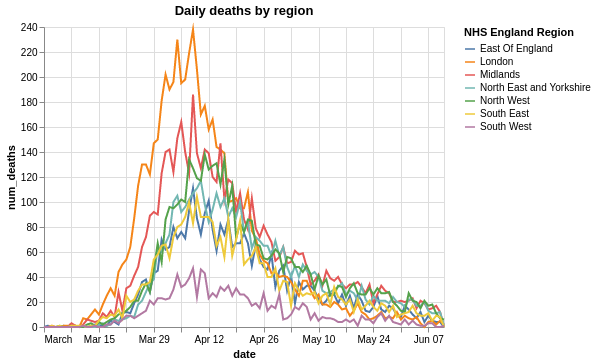 Daily deaths by region
num_deaths
240
220
200
180
160
140
120
100
80
60
40
20
0
March
Mar 15
Mar 29
Apr 12
Apr 26
May 10
May 24
Jun 07
date
NHS England Region
East Of England
London
Midlands
North East and Yorkshire
North West
South East
South West